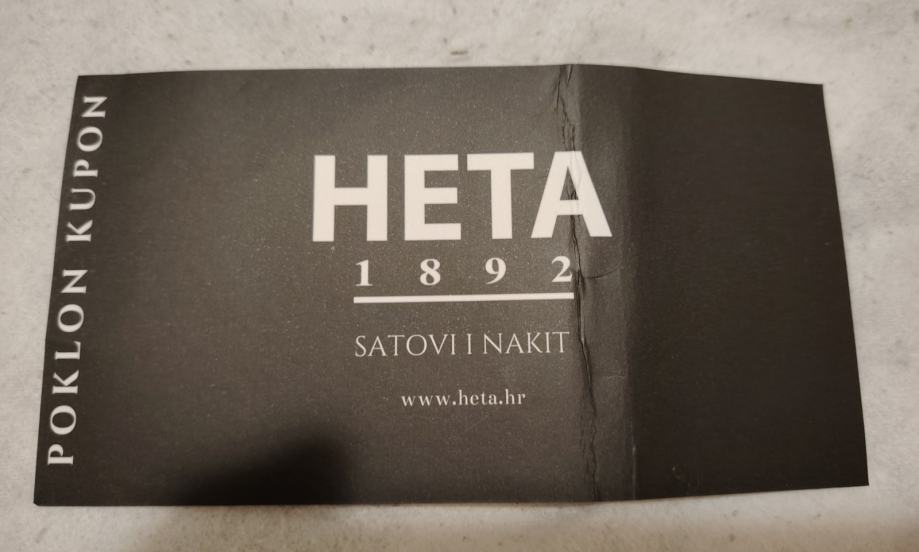 POKLON KUPON
HETA
1892
SATOVI I NAKIT
www.heta.hr